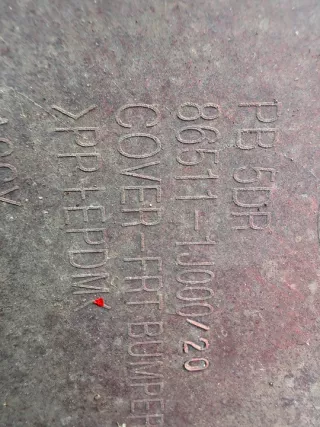 PB 5DR
86511-1J000/20
COVER-FRT BUMPER
>PP+EPDM<